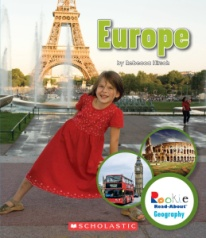 Europe
by Rebecca Hirsch
Rookie
Read-About®
Geography
SCHOLASTIC